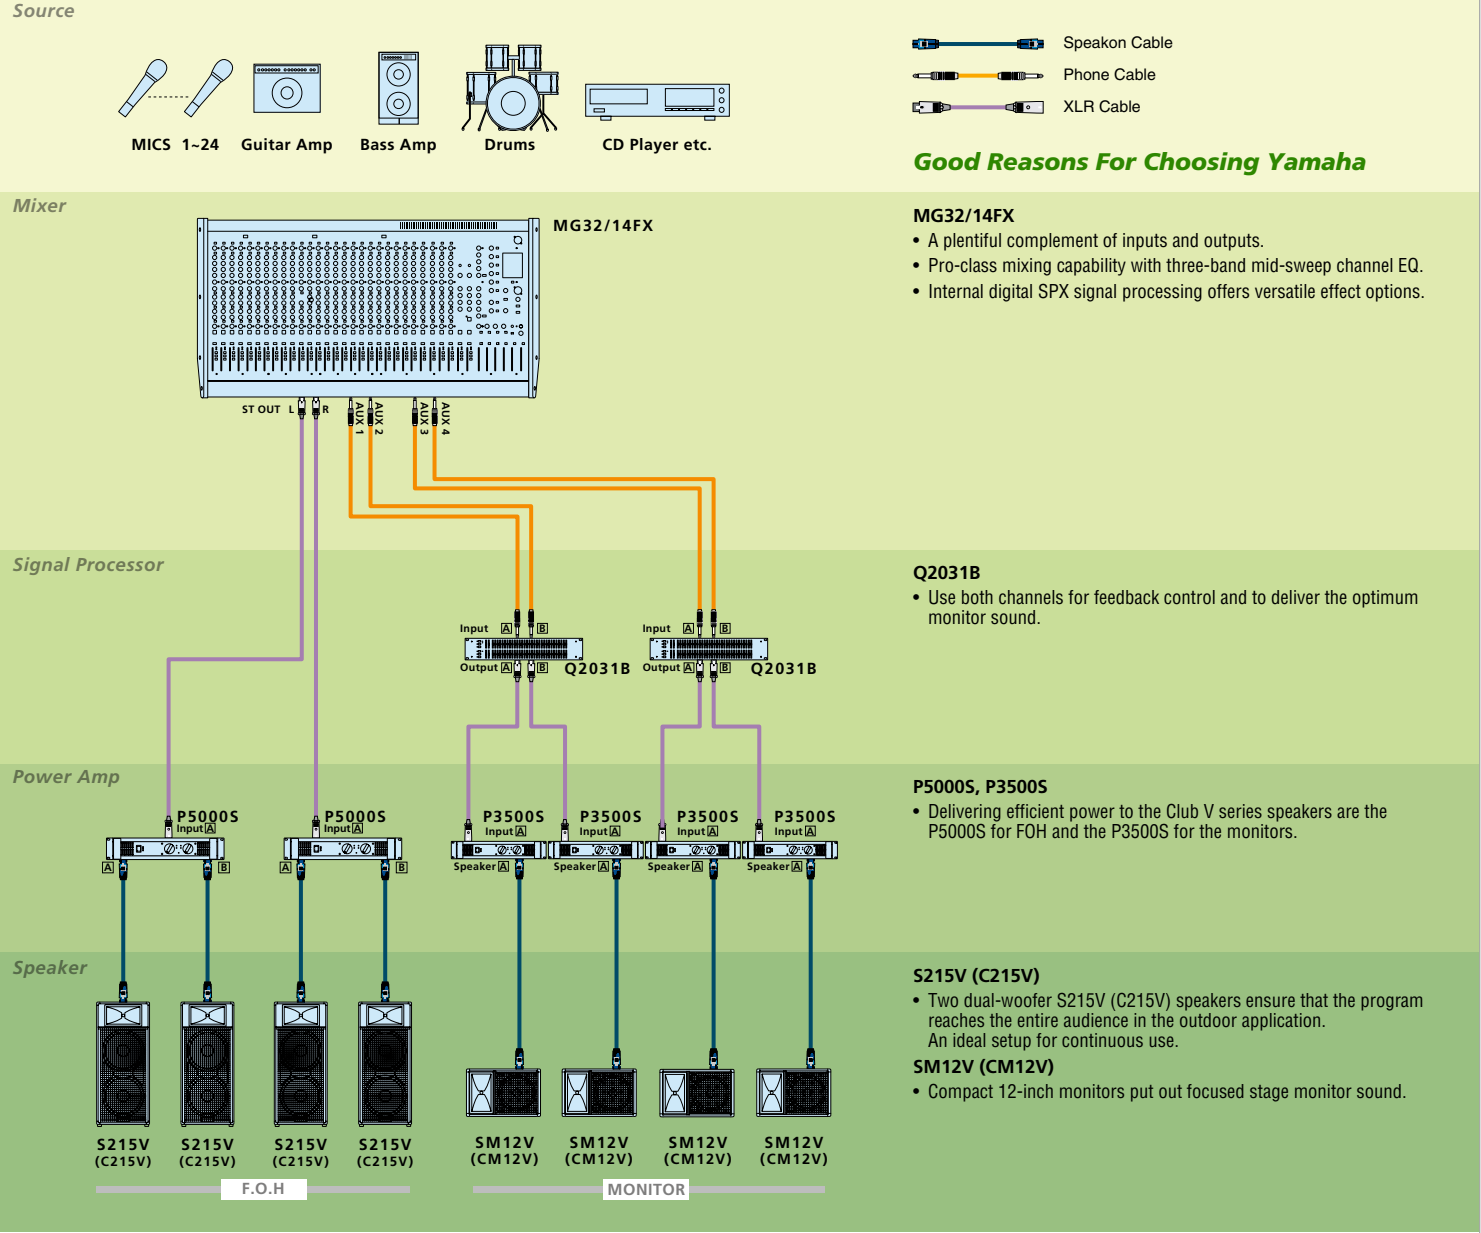 Source
MICS 1~24
Guitar Amp
Bass Amp
Drums
CD Player etc.
Speakon Cable
Phone Cable
XLR Cable
Good Reasons For Choosing Yamaha
Mixer
MG32/14FX
ST OUT L R
AUX 1
AUX 2
AUX 3
AUX 4
MG32/14FX
• A plentiful complement of inputs and outputs.
• Pro-class mixing capability with three-band mid-sweep channel EQ.
• Internal digital SPX signal processing offers versatile effect options.
Signal Processor
Input A B
Output A B
Q2031B
Input A B
Output A B
Q2031B
Q2031B
• Use both channels for feedback control and to deliver the optimum
monitor sound.
Power Amp
P5000S
Input A
A B
P5000S
Input A
A B
P3500S
Input A
Speaker A
P3500S
Input A
Speaker A
P3500S
Input A
Speaker A
P3500S
Input A
Speaker A
P5000S, P3500S
• Delivering efficient power to the Club V series speakers are the
P5000S for FOH and the P3500S for the monitors.
Speaker
S215V
(C215V)
S215V
(C215V)
S215V
(C215V)
S215V
(C215V)
SM12V
(CM12V)
SM12V
(CM12V)
SM12V
(CM12V)
SM12V
(CM12V)
F.O.H
MONITOR
S215V (C215V)
• Two dual-woofer S215V (C215V) speakers ensure that the program
reaches the entire audience in the outdoor application.
An ideal setup for continuous use.
SM12V (CM12V)
• Compact 12-inch monitors put out focused stage monitor sound.